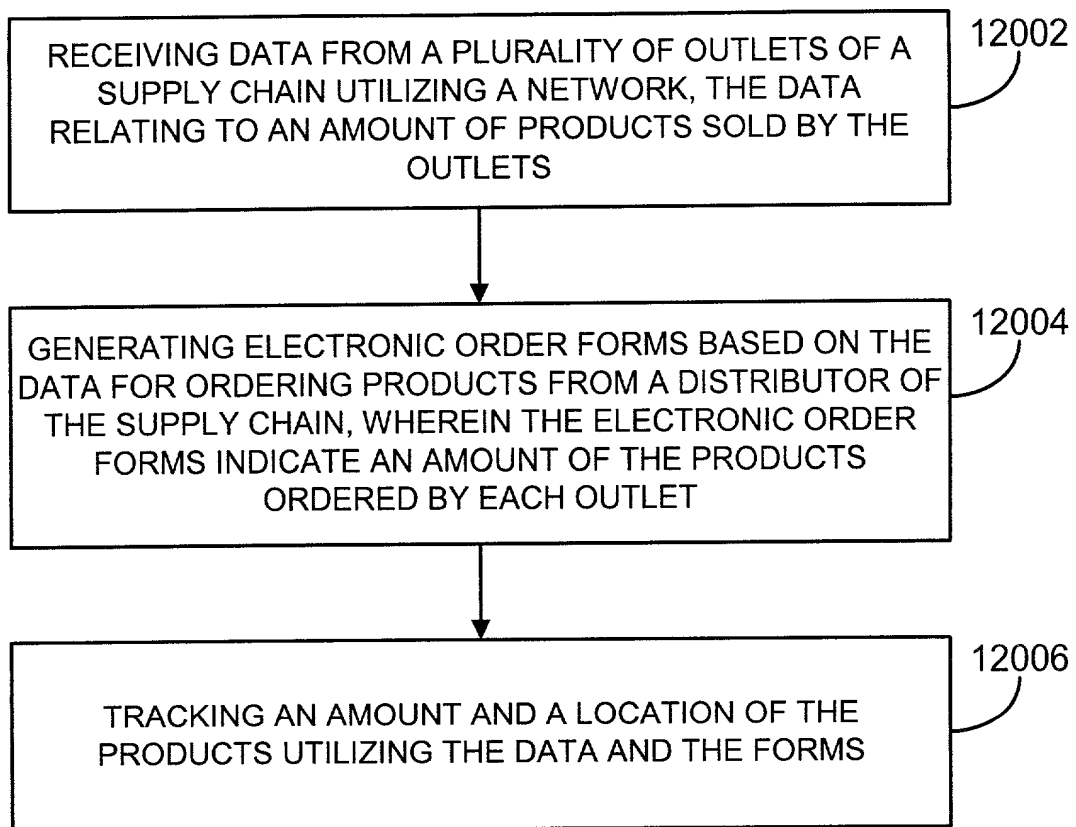 12002
RECEIVING DATA FROM A PLURALITY OF OUTLETS OF A
SUPPLY CHAIN UTILIZING A NETWORK, THE DATA
RELATING TO AN AMOUNT OF PRODUCTS SOLD BY THE
OUTLETS
12004
GENERATING ELECTRONIC ORDER FORMS BASED ON THE
DATA FOR ORDERING PRODUCTS FROM A DISTRIBUTOR OF
THE SUPPLY CHAIN, WHEREIN THE ELECTRONIC ORDER
FORMS INDICATE AN AMOUNT OF THE PRODUCTS
ORDERED BY EACH OUTLET
12006
TRACKING AN AMOUNT AND A LOCATION OF THE
PRODUCTS UTILIZING THE DATA AND THE FORMS